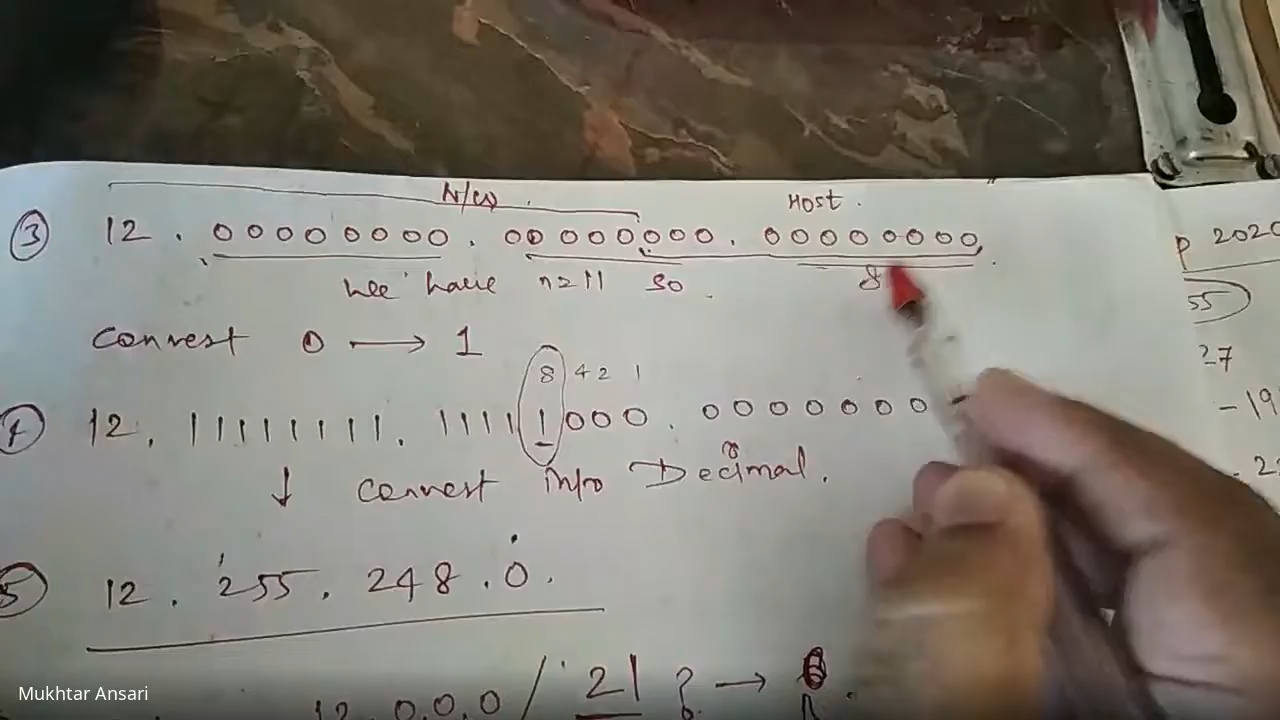 N/W. Host.
③ 12 . 00000000 . 00000000 . 00000000 .
We have n=11 so . 8
Convert 0 → 1
8 4 2 1
④ 12 . 11111111 . 11111000 . 0000000
↓ Convert into Decimal.
⑤ 12 . 255 . 248 . 0 .
12.0.0.0 / 21 ? →
P 2020
55
27
-19
Mukhtar Ansari